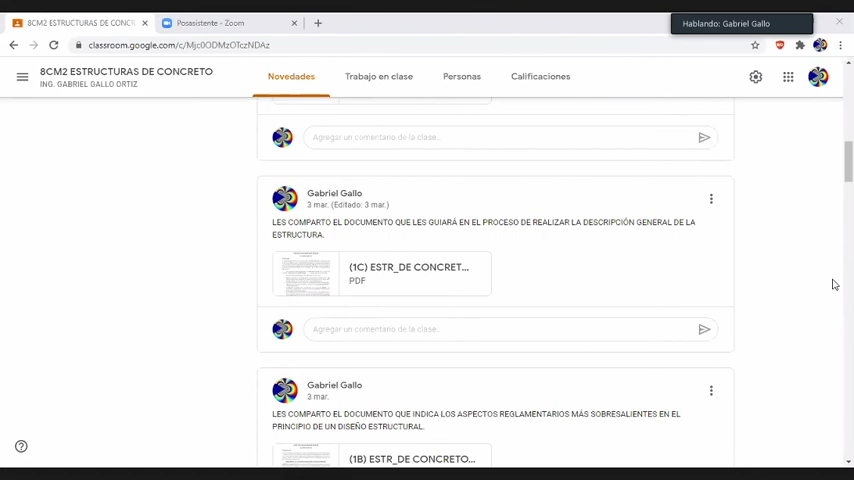 8CM2 ESTRUCTURAS DE CONCR
Posasistente - Zoom
Hablando: Gabriel Gallo
classroom.google.com/c/Mjc0ODMzOTczNDAz
8CM2 ESTRUCTURAS DE CONCRETO
ING. GABRIEL GALLO ORTIZ
Novedades
Trabajo en clase
Personas
Calificaciones
Agregar un comentario de la clase...
Gabriel Gallo
3 mar. (Editado: 3 mar.)
LES COMPARTO EL DOCUMENTO QUE LES GUIARÁ EN EL PROCESO DE REALIZAR LA DESCRIPCIÓN GENERAL DE LA
ESTRUCTURA.
(1C) ESTR_DE CONCRET...
PDF
Agregar un comentario de la clase...
Gabriel Gallo
3 mar.
LES COMPARTO EL DOCUMENTO QUE INDICA LOS ASPECTOS REGLAMENTARIOS MÁS SOBRESALIENTES EN EL
PRINCIPIO DE UN DISEÑO ESTRUCTURAL.
(1B) ESTR_DE CONCRETO...